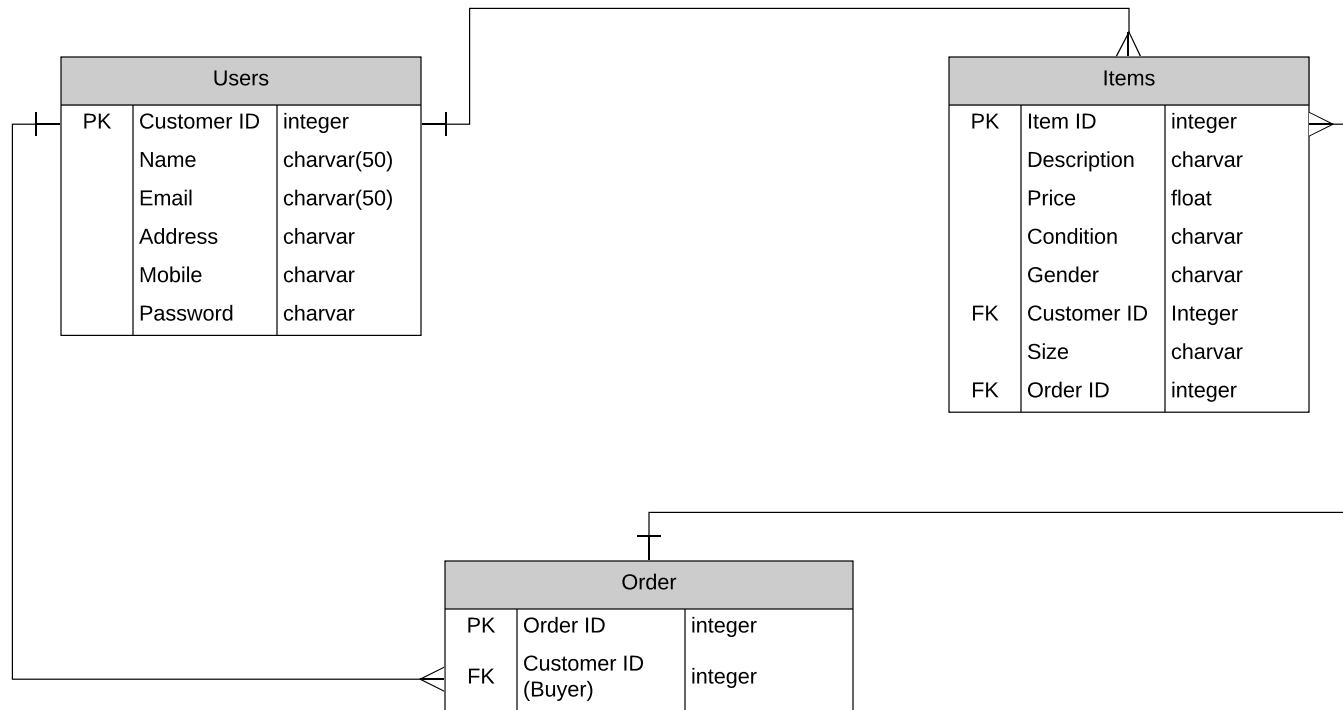 Users
PK Customer ID integer
Name charvar(50)
Email charvar(50)
Address charvar
Mobile charvar
Password charvar
Items
PK Item ID integer
Description charvar
Price float
Condition charvar
Gender charvar
FK Customer ID Integer
Size charvar
FK Order ID integer
Order
PK Order ID integer
FK Customer ID integer
(Buyer)